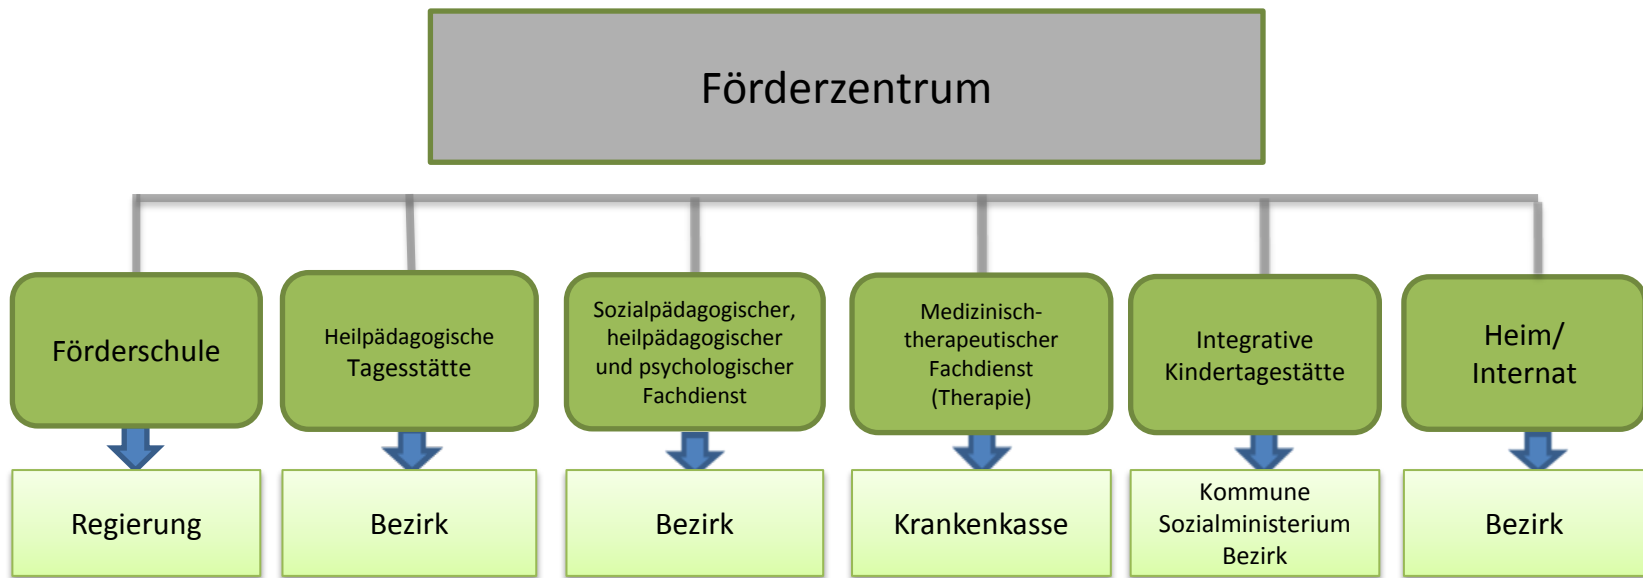 Förderzentrum
Förderschule
Heilpädagogische
Tagesstätte
Sozialpädagogischer,
heilpädagogischer
und psychologischer
Fachdienst
Medizinisch-
therapeutischer
Fachdienst
(Therapie)
Integrative
Kindertagestätte
Heim/
Internat
Regierung
Bezirk
Bezirk
Krankenkasse
Kommune
Sozialministerium
Bezirk
Bezirk